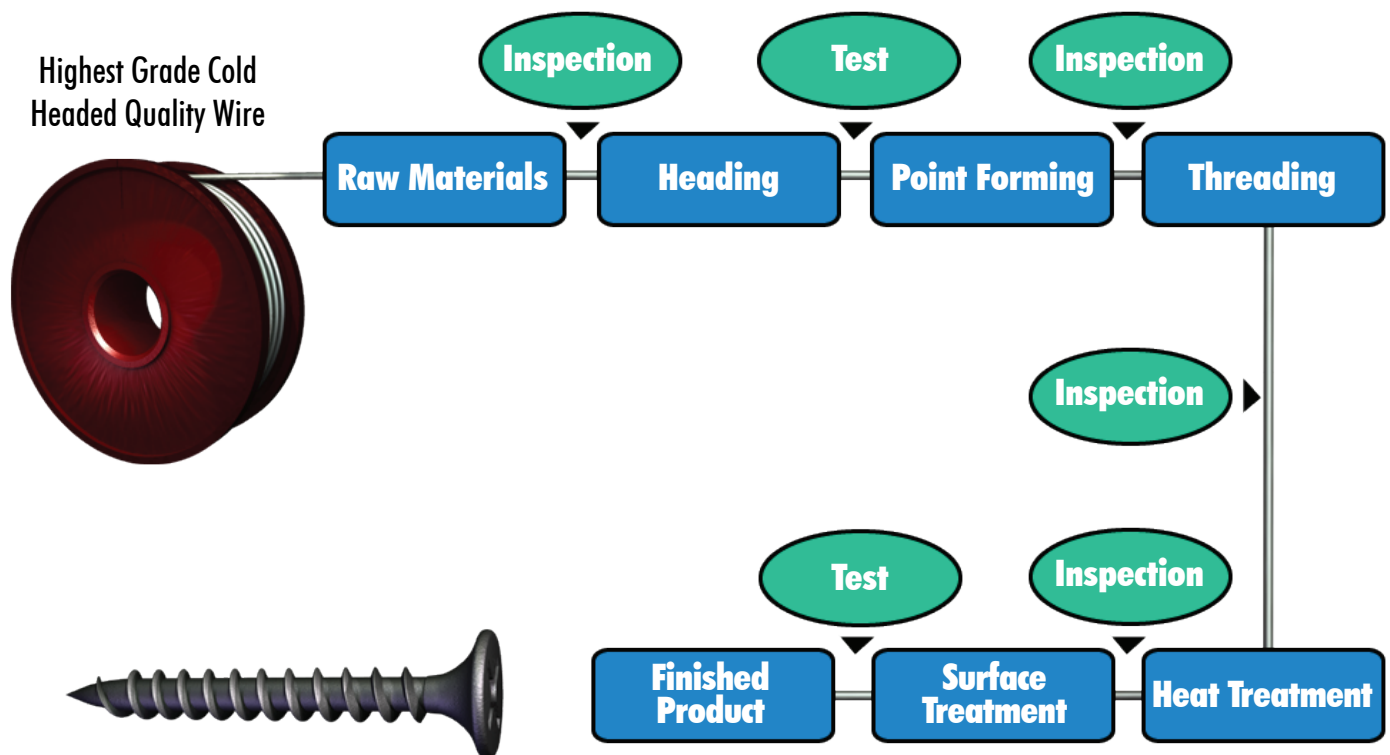 Highest Grade Cold
Headed Quality Wire
Inspection
Test
Inspection
Raw Materials
Heading
Point Forming
Threading
Inspection
Test
Inspection
Finished
Product
Surface
Treatment
Heat Treatment